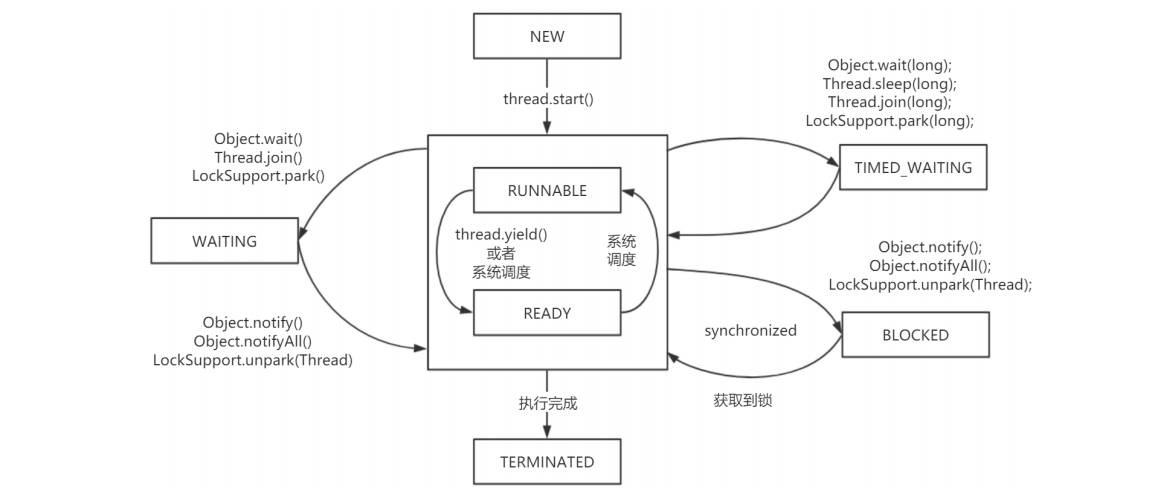 NEW
thread.start()
Object.wait(long);
Thread.sleep(long);
Thread.join(long);
LockSupport.park(long);
Object.wait()
Thread.join()
LockSupport.park()
TIMED_WAITING
RUNNABLE
WAITING
thread.yield()
或者
系统调度
系统
调度
Object.notify();
Object.notifyAll();
LockSupport.unpark(Thread);
READY
Object.notify()
Object.notifyAll()
LockSupport.unpark(Thread)
synchronized
BLOCKED
获取到锁
执行完成
TERMINATED